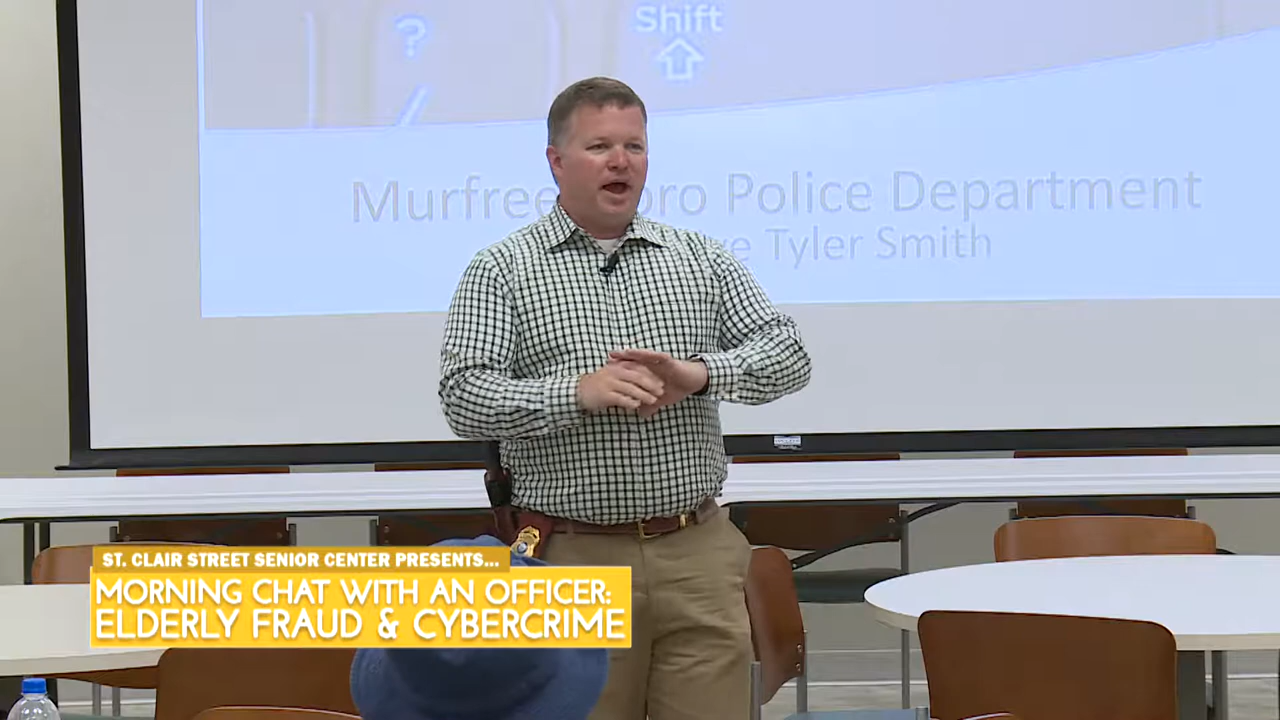 ?
/
Shift
Murfree oro Police Department
Tyler Smith
ST. CLAIR STREET SENIOR CENTER PRESENTS...
MORNING CHAT WITH AN OFFICER:
ELDERLY FRAUD & CYBERCRIME